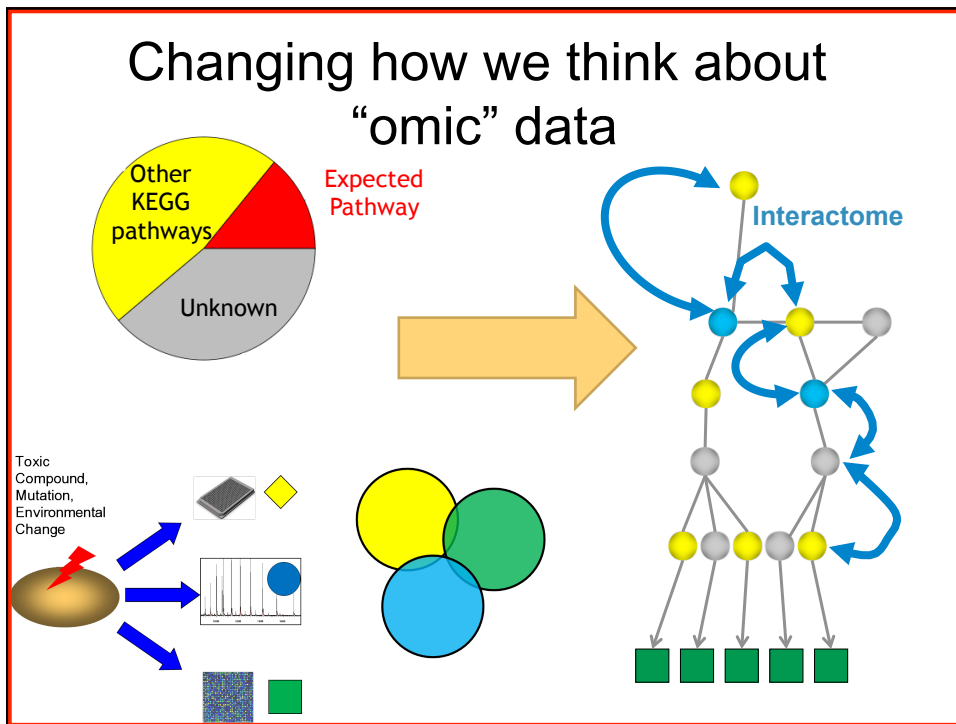 Changing how we think about
“omic” data
Other
KEGG
pathways
Expected
Pathway
Unknown
Interactome
Toxic
Compound,
Mutation,
Environmental
Change